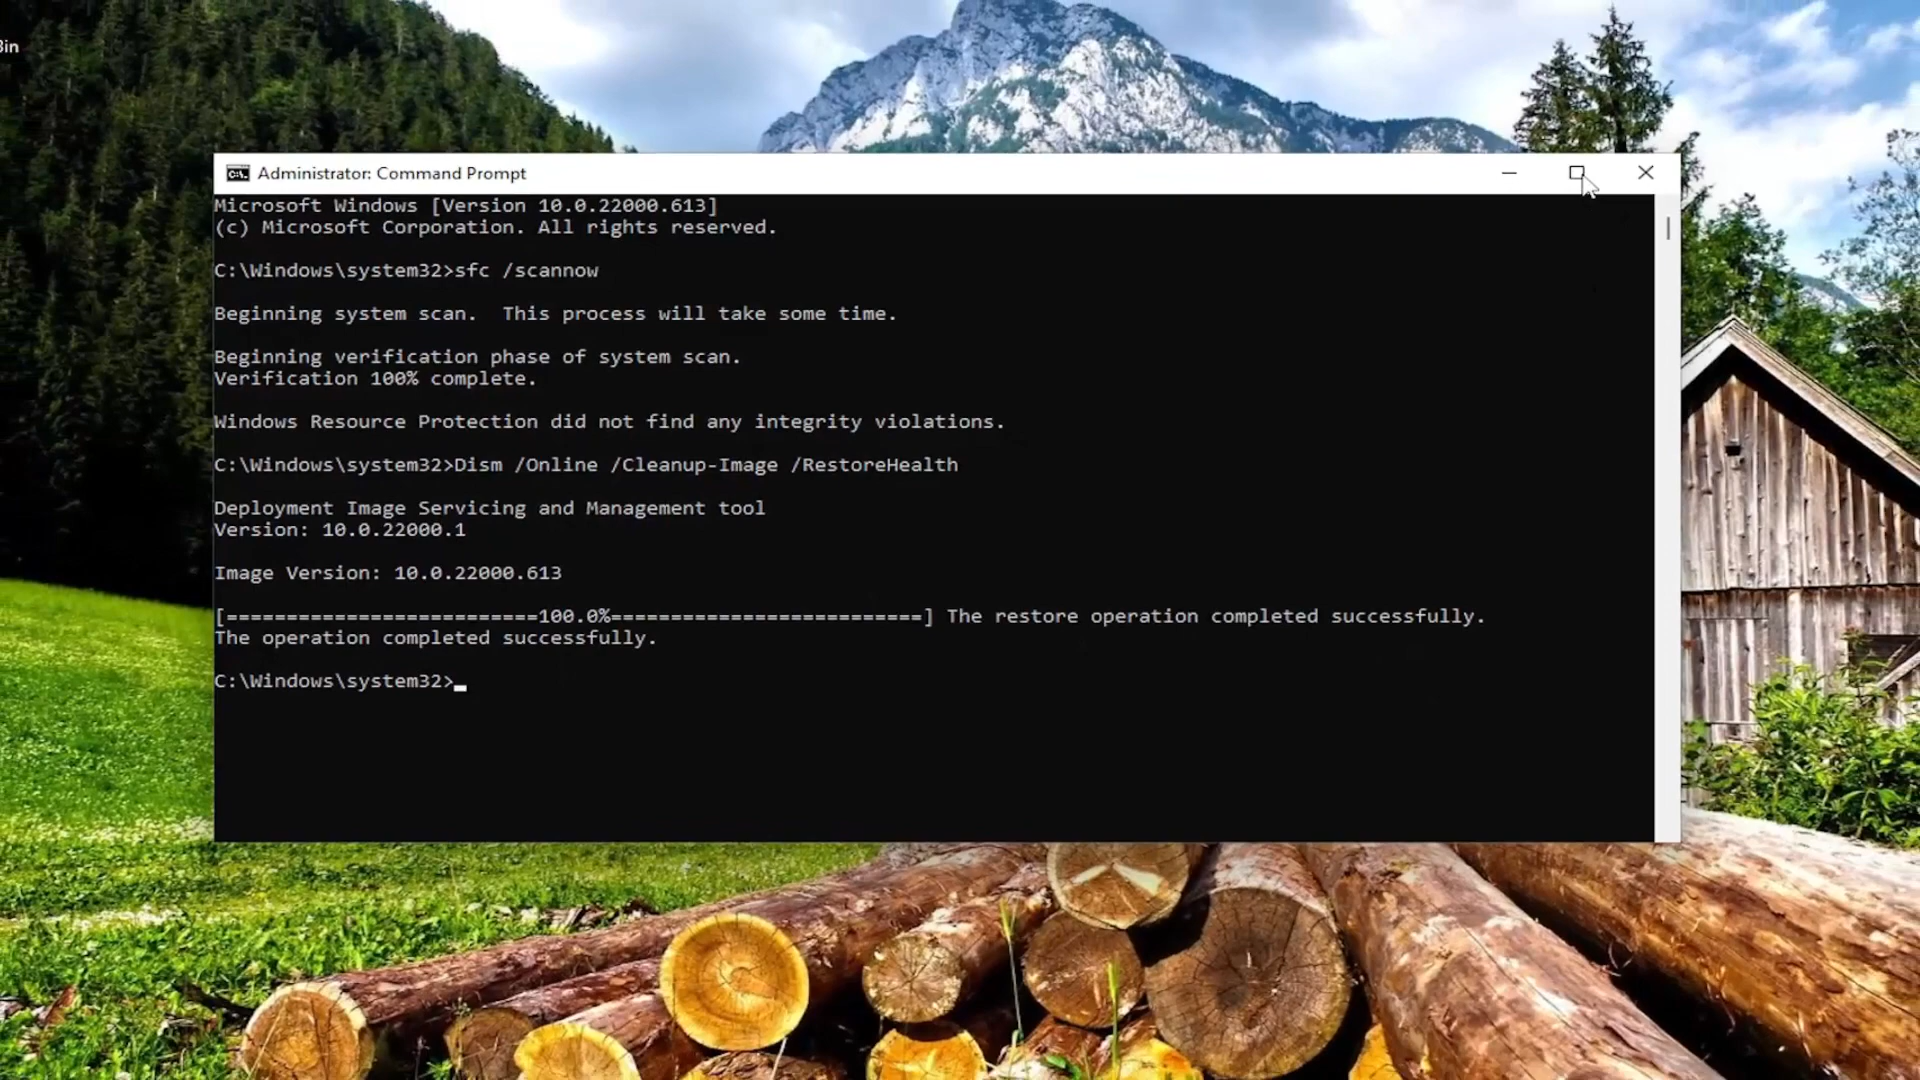 Bin
Administrator: Command Prompt
Microsoft Windows [Version 10.0.22000.613]
(c) Microsoft Corporation. All rights reserved.
C:\Windows\system32>sfc /scannow
Beginning system scan.  This process will take some time.
Beginning verification phase of system scan.
Verification 100% complete.
Windows Resource Protection did not find any integrity violations.
C:\Windows\system32>Dism /Online /Cleanup-Image /RestoreHealth
Deployment Image Servicing and Management tool
Version: 10.0.22000.1
Image Version: 10.0.22000.613
[==========================100.0%==========================] The restore operation completed successfully.
The operation completed successfully.
C:\Windows\system32>